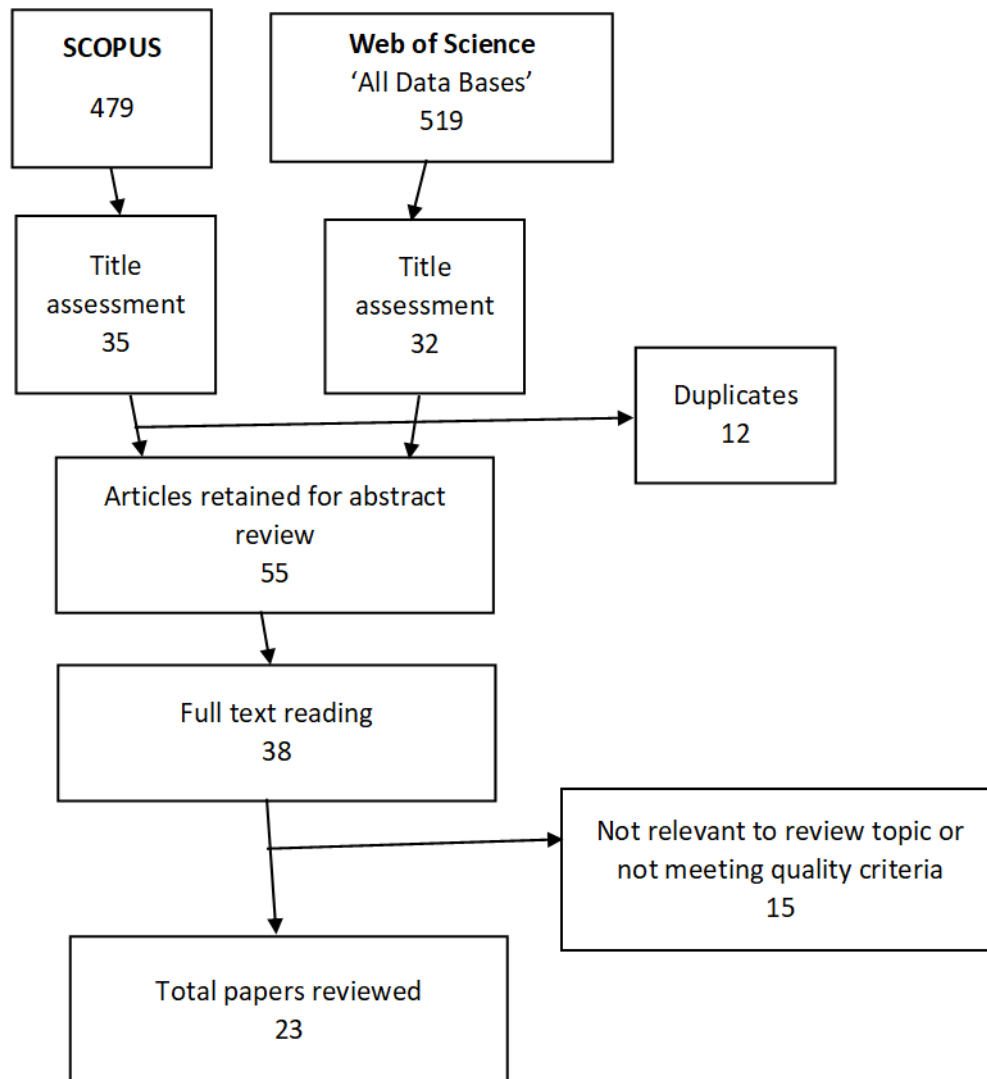 SCOPUS
479
Web of Science
‘All Data Bases’
519
Title
assessment
35
Title
assessment
32
Duplicates
12
Articles retained for abstract
review
55
Full text reading
38
Not relevant to review topic or
not meeting quality criteria
15
Total papers reviewed
23